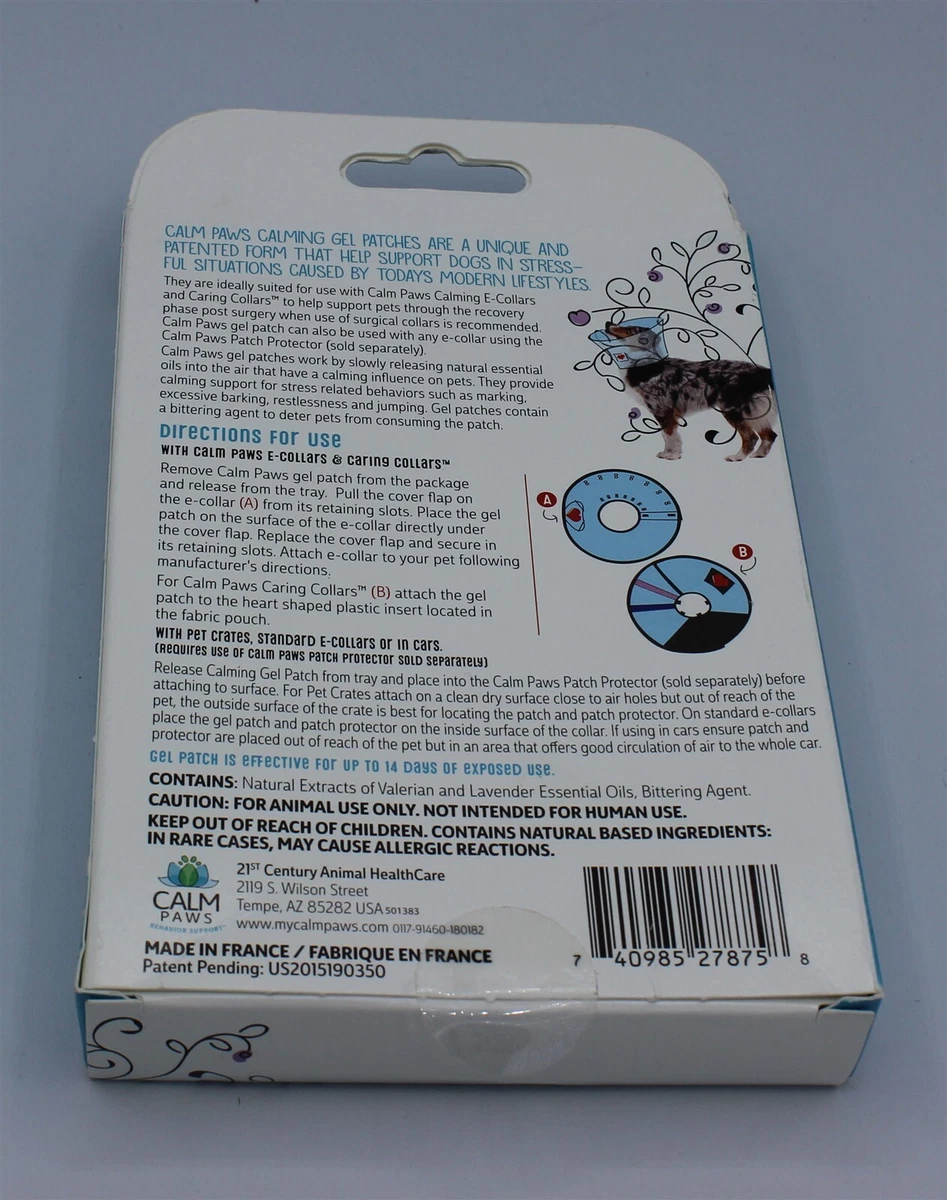 CALM PAWS CALMING GEL PATCHES ARE A UNIQUE AND
PATENTED FORM THAT HELP SUPPORT DOGS IN STRESS-
FUL SITUATIONS CAUSED BY TODAYS MODERN LIFESTYLES.
They are ideally suited for use with Calm Paws Calming E-Collars
and Caring Collars™ to help support pets through the recovery
phase post surgery when use of surgical collars is recommended.
Calm Paws gel patch can also be used with any e-collar using the
Calm Paws Patch Protector (sold separately).
Calm Paws gel patches work by slowly releasing natural essential
oils into the air that have a calming influence on pets. They provide
calming support for stress related behaviors such as marking,
excessive barking, restlessness and jumping. Gel patches contain
a bittering agent to deter pets from consuming the patch.
Directions for use
WITH CALM PAWS E-COLLARS & CARING COLLARS™
Remove Calm Paws gel patch from the package
and release from the tray. Pull the cover flap on
the e-collar (A) from its retaining slots. Place the gel
patch on the surface of the e-collar directly under
the cover flap. Replace the cover flap and secure in
its retaining slots. Attach e-collar to your pet following
manufacturer's directions.
For Calm Paws Caring Collars™ (B) attach the gel
patch to the heart shaped plastic insert located in
the fabric pouch.
A
B
WITH PET CRATES, STANDARD E-COLLARS OR IN CARS.
(REQUIRES USE OF CALM PAWS PATCH PROTECTOR SOLD SEPARATELY)
Release Calming Gel Patch from tray and place into the Calm Paws Patch Protector (sold separately) before
attaching to surface. For Pet Crates attach on a clean dry surface close to air holes but out of reach of the
pet, the outside surface of the crate is best for locating the patch and patch protector. On standard e-collars
place the gel patch and patch protector on the inside surface of the collar. If using in cars ensure patch and
protector are placed out of reach of the pet but in an area that offers good circulation of air to the whole car.
GEL PATCH IS EFFECTIVE FOR UP TO 14 DAYS OF EXPOSED USE.
CONTAINS: Natural Extracts of Valerian and Lavender Essential Oils, Bittering Agent.
CAUTION: FOR ANIMAL USE ONLY. NOT INTENDED FOR HUMAN USE.
KEEP OUT OF REACH OF CHILDREN. CONTAINS NATURAL BASED INGREDIENTS:
IN RARE CASES, MAY CAUSE ALLERGIC REACTIONS.
CALM
PAWS
BEHAVIOR SUPPORT™
21ST Century Animal HealthCare
2119 S. Wilson Street
Tempe, AZ 85282 USA 501383
www.mycalmpaws.com 0117-91460-180182
MADE IN FRANCE / FABRIQUE EN FRANCE
Patent Pending: US2015190350
7 40985 27875 8